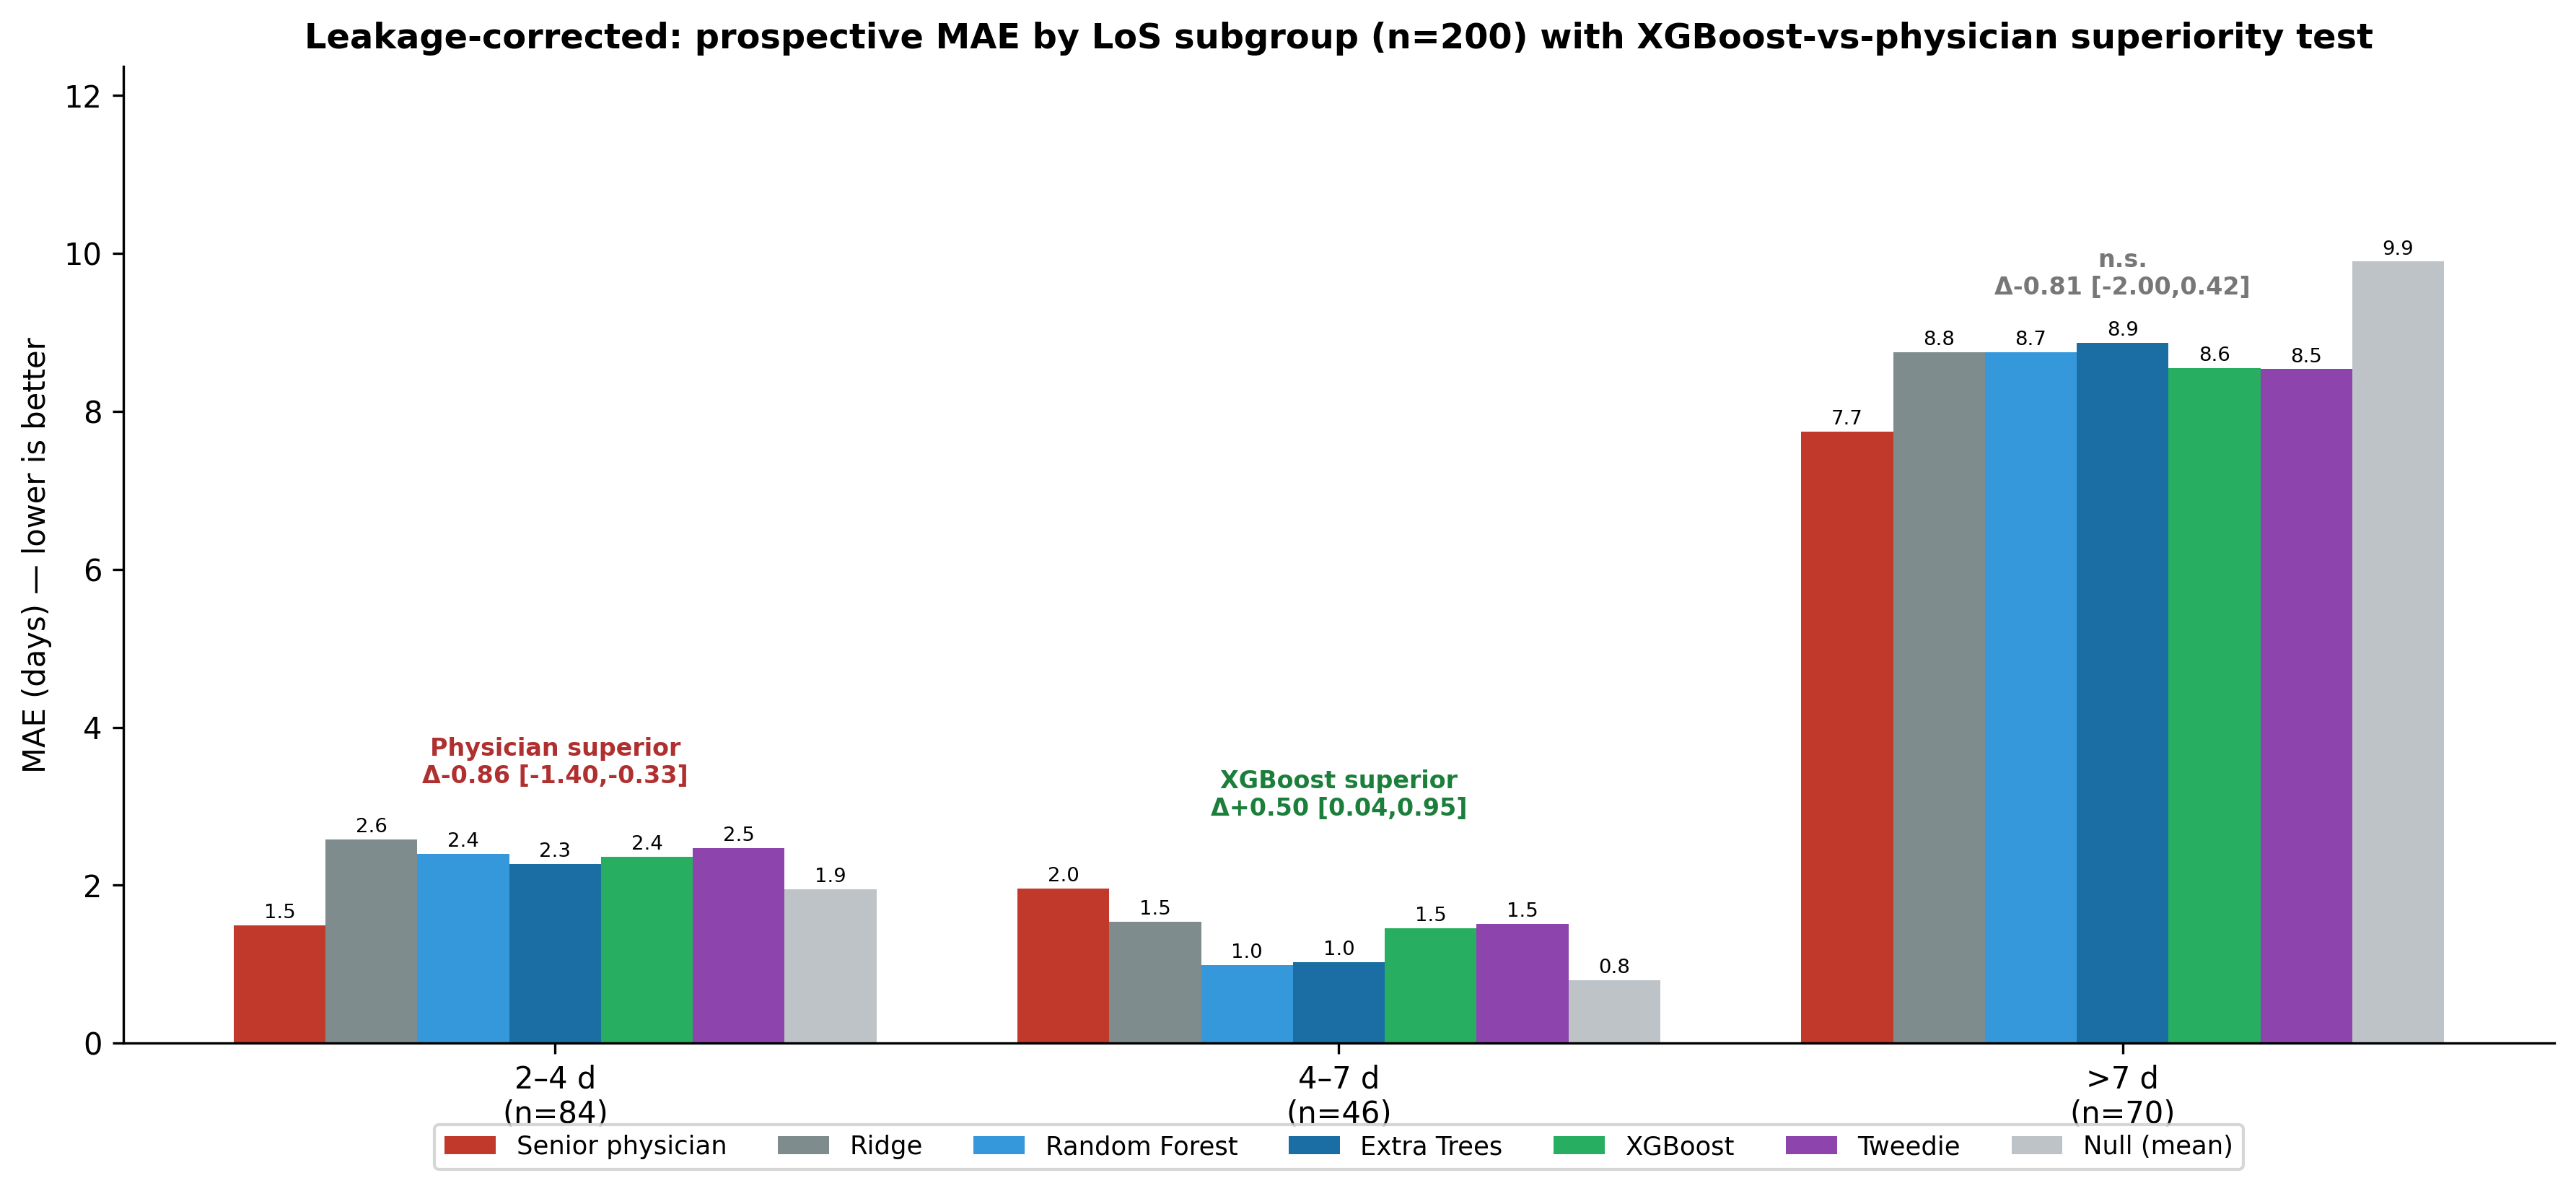 Leakage-corrected: prospective MAE by LoS subgroup (n=200) with XGBoost-vs-physician superiority test
MAE (days) — lower is better
12
10
8
6
4
2
0
Physician superior
Δ-0.86 [-1.40,-0.33]
1.5
2.6
2.4
2.3
2.4
2.5
1.9
XGBoost superior
Δ+0.50 [0.04,0.95]
2.0
1.5
1.0
1.0
1.5
1.5
0.8
n.s.
Δ-0.81 [-2.00,0.42]
7.7
8.8
8.7
8.9
8.6
8.5
9.9
2–4 d
(n=84)
4–7 d
(n=46)
>7 d
(n=70)
Senior physician
Ridge
Random Forest
Extra Trees
XGBoost
Tweedie
Null (mean)